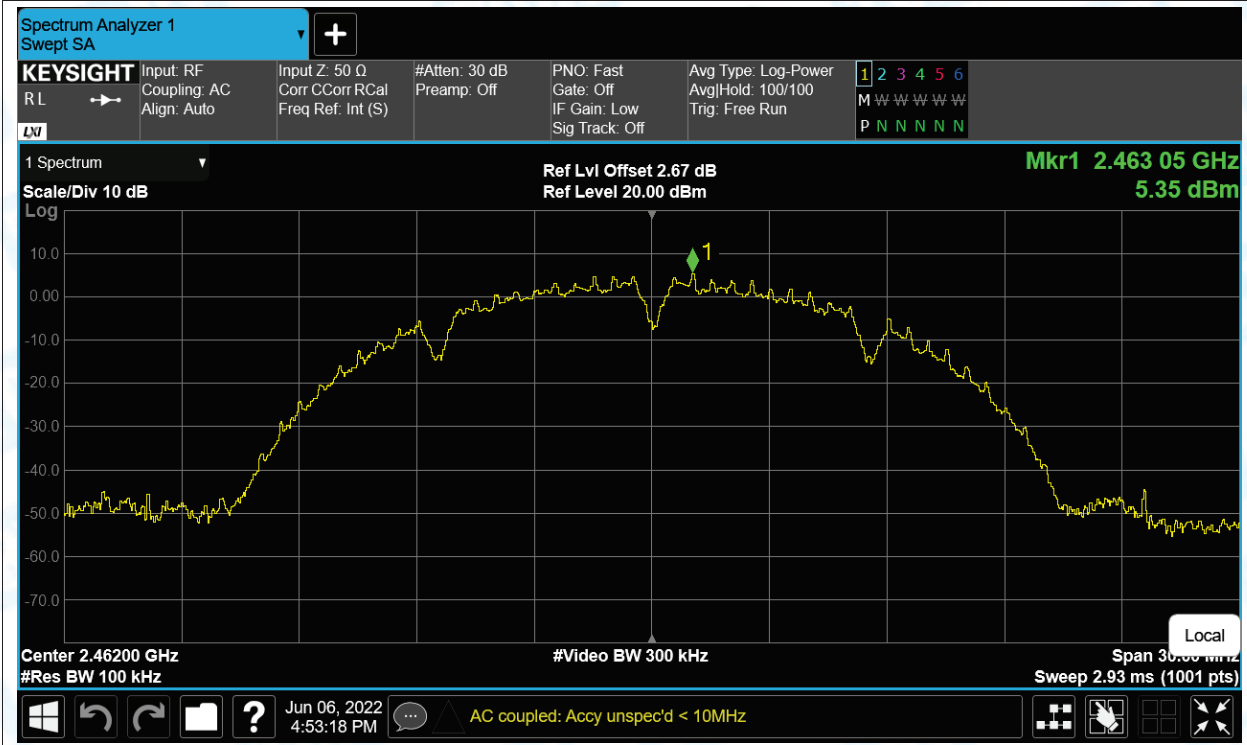 Spectrum Analyzer 1
Swept SA
+
KEYSIGHT
R L
LXI
Input: RF
Coupling: AC
Align: Auto
Input Z: 50 Ω
Corr CCorr RCal
Freq Ref: Int (S)
#Atten: 30 dB
Preamp: Off
PNO: Fast
Gate: Off
IF Gain: Low
Sig Track: Off
Avg Type: Log-Power
Avg|Hold: 100/100
Trig: Free Run
1 2 3 4 5 6
M W W W W W
P N N N N N
1 Spectrum
Scale/Div 10 dB
Log
Ref Lvl Offset 2.67 dB
Ref Level 20.00 dBm
Mkr1 2.463 05 GHz
5.35 dBm
1
10.0
0.00
-10.0
-20.0
-30.0
-40.0
-50.0
-60.0
-70.0
Local
Center 2.46200 GHz
#Res BW 100 kHz
#Video BW 300 kHz
Span
Sweep 2.93 ms (1001 pts)
?
Jun 06, 2022
4:53:18 PM
AC coupled: Accy unspec'd < 10MHz